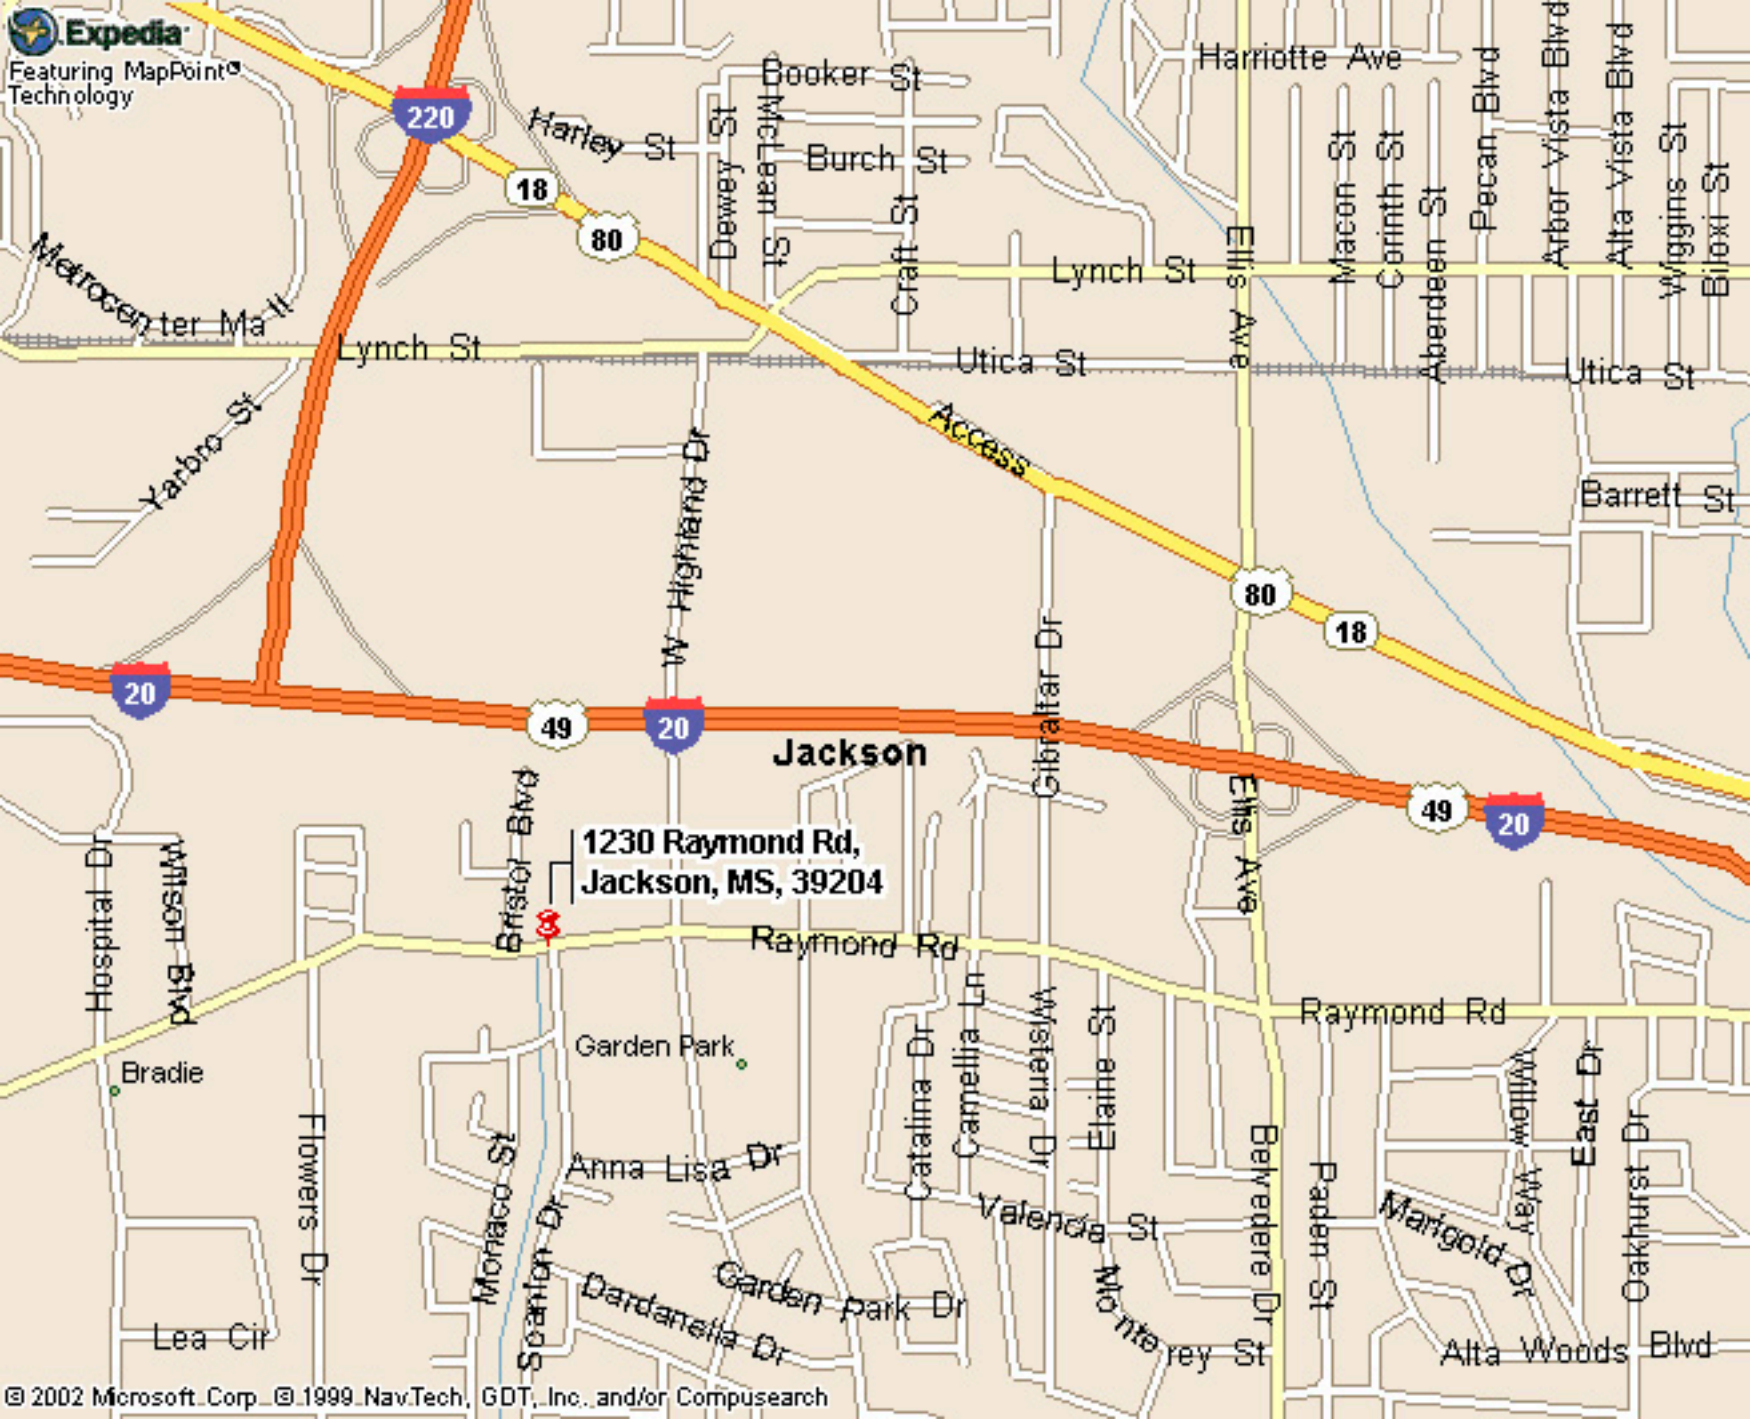 Expedia
Featuring MapPoint®
Technology
220
Booker St
Harriotte Ave
Harley St
Dewey St
McLean St
Burch St
Craft St
18
80
Macon St
Corinth St
Aberdeen St
Pecan Blvd
Arbor Vista Blvd
Alta Vista Blvd
Wiggins St
Biloxi St
Metrocenter Mall
Lynch St
Ellis Ave
Lynch St
Utica St
Utica St
Yarbro St
W Highland Dr
Access
Barrett St
80
18
Gibraltar Dr
20
49
20
Jackson
49
20
Ellis Ave
Bristol Blvd
1230 Raymond Rd,
Jackson, MS, 39204
Hospital Dr
Wilson Blvd
Raymond Rd
Raymond Rd
Garden Park
Bradie
Flowers Dr
Monaco St
Scanlon Dr
Anna Lisa Dr
Catalina Dr
Camellia Ln
Wisteria Dr
Elaine St
Valencia St
Belvedere Dr
Paden St
Willow Way
East Dr
Oakhurst Dr
Marigold Dr
Garden Park Dr
Dardanella Dr
Monterey St
Lea Cir
Alta Woods Blvd
© 2002 Microsoft Corp © 1999 NavTech, GDT, Inc. and/or Compusearch